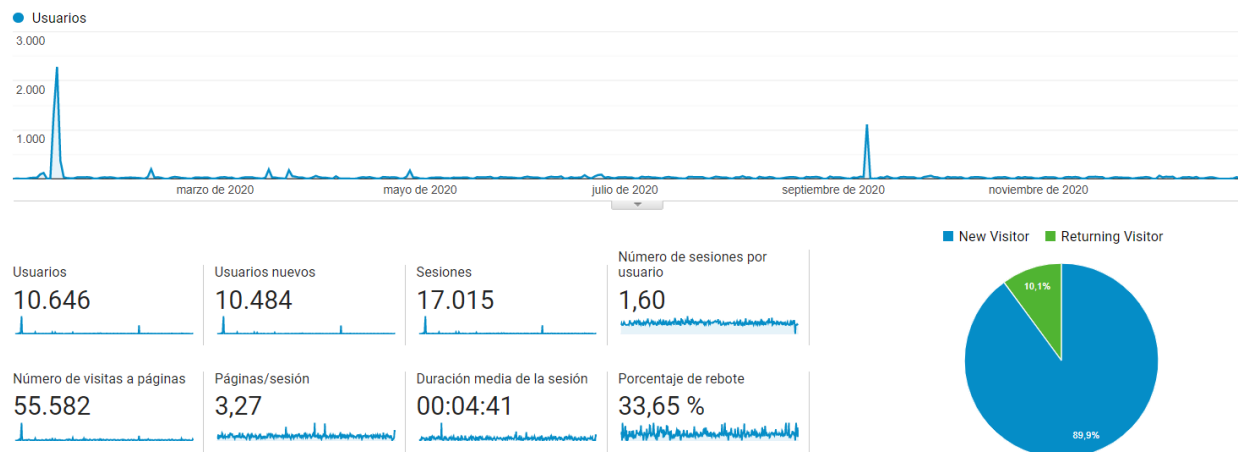 Usuarios
3.000
2.000
1.000
marzo de 2020
mayo de 2020
julio de 2020
septiembre de 2020
noviembre de 2020
New Visitor
Returning Visitor
Usuarios
10.646
Usuarios nuevos
10.484
Sesiones
17.015
Número de sesiones por
usuario
1,60
Número de visitas a páginas
55.582
Páginas/sesión
3,27
Duración media de la sesión
00:04:41
Porcentaje de rebote
33,65 %
10,1%
89,9%